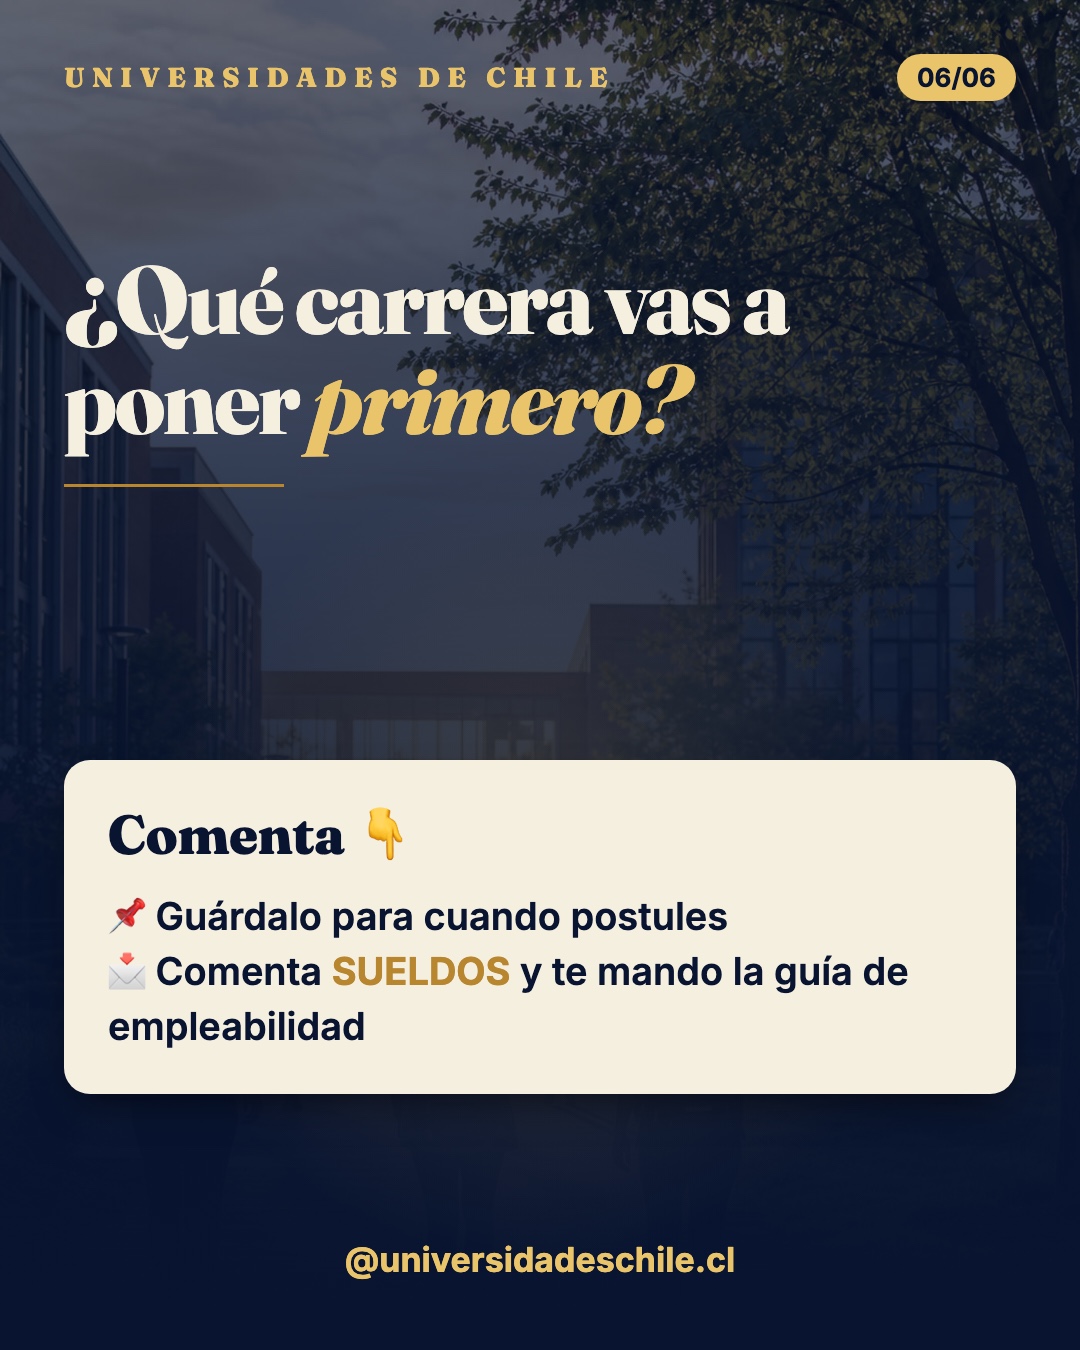 UNIVERSIDADES DE CHILE
06/06
¿Qué carrera vas a
poner primero?
Comenta 👇
📌 Guárdalo para cuando postules
📩 Comenta SUELDOS y te mando la guía de
empleabilidad
@universidadeschile.cl